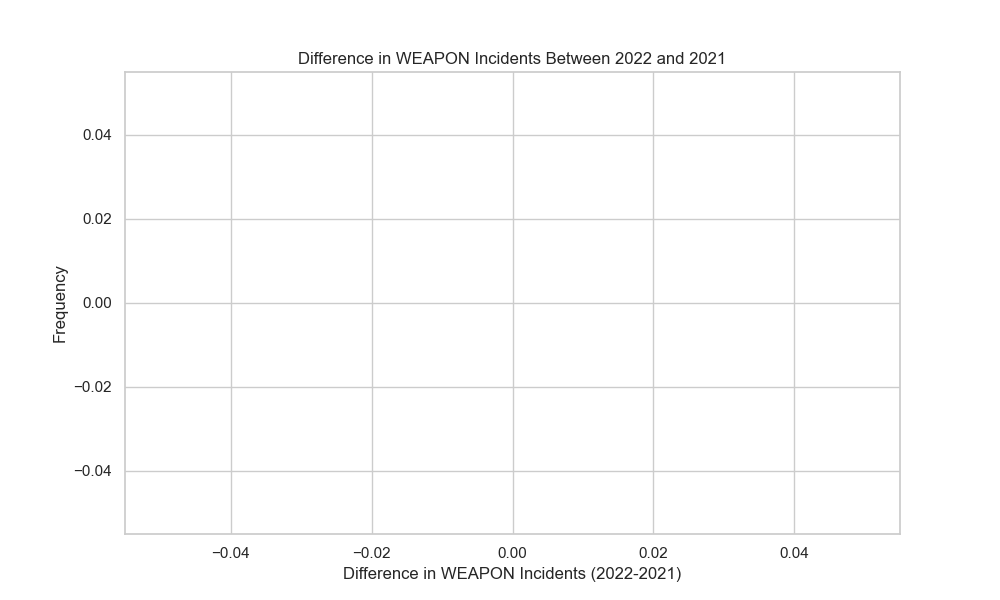 Difference in WEAPON Incidents Between 2022 and 2021
0.04
0.02
0.00
−0.02
−0.04
Frequency
−0.04 −0.02 0.00 0.02 0.04
Difference in WEAPON Incidents (2022-2021)